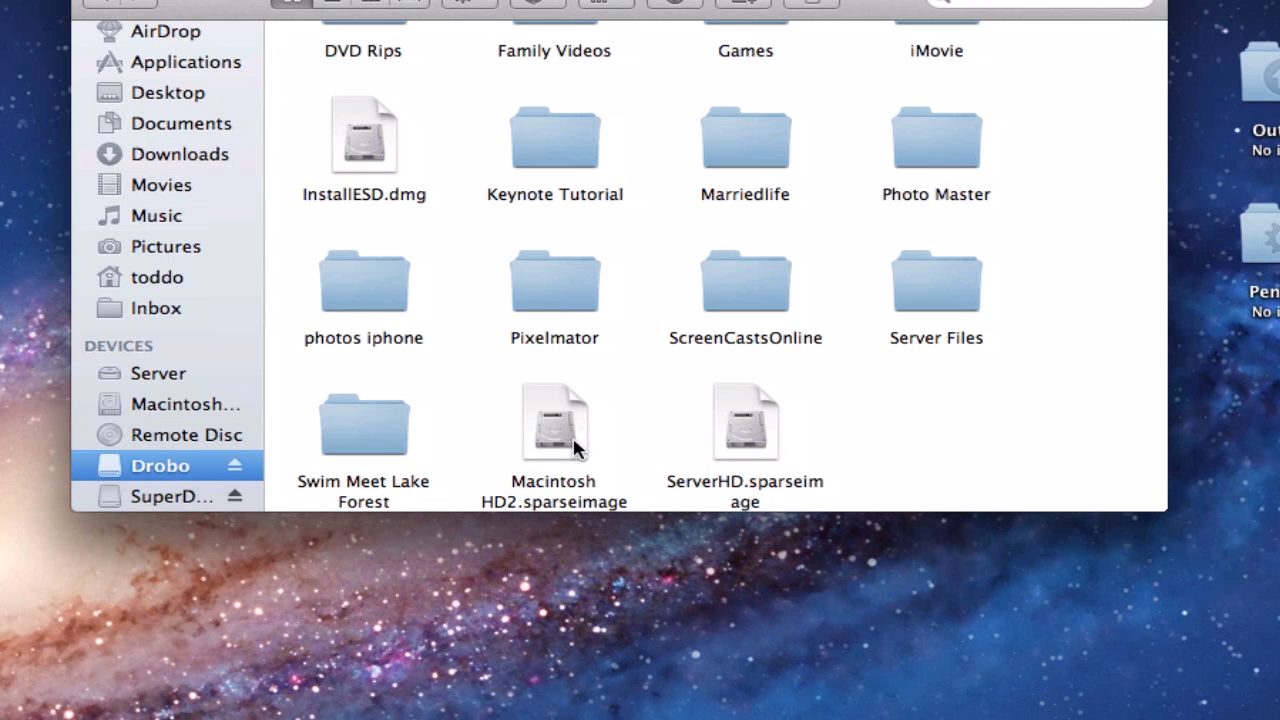 AirDrop
Applications
Desktop
Documents
Downloads
Movies
Music
Pictures
toddo
Inbox
DEVICES
Server
Macintosh...
Remote Disc
Drobo
SuperD...
DVD Rips
Family Videos
Games
iMovie
InstallESD.dmg
Keynote Tutorial
Marriedlife
Photo Master
photos iphone
Pixelmator
ScreenCastsOnline
Server Files
Swim Meet Lake
Forest
Macintosh
HD2.sparseimage
ServerHD.sparseim
age
Out
No i
Pen
No i